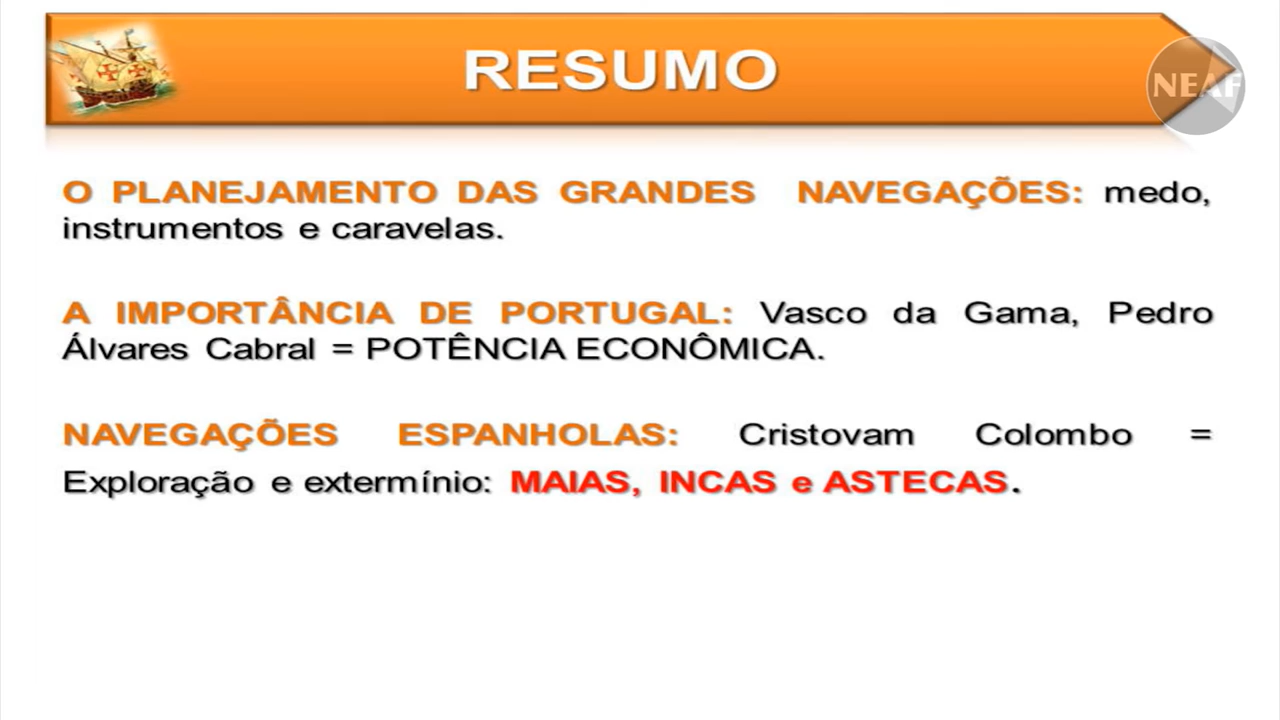 RESUMO
NEAF
O PLANEJAMENTO DAS GRANDES NAVEGAÇÕES: medo,
instrumentos e caravelas.
A IMPORTÂNCIA DE PORTUGAL: Vasco da Gama, Pedro
Álvares Cabral = POTÊNCIA ECONÔMICA.
NAVEGAÇÕES ESPANHOLAS: Cristovam Colombo =
Exploração e extermínio: MAIAS, INCAS e ASTECAS.